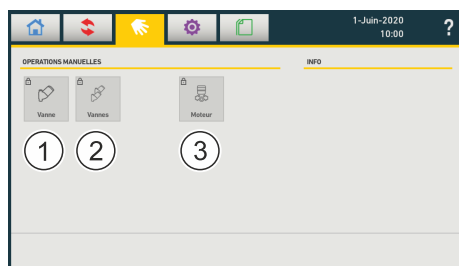 1-Juin-2020
10:00
?
OPERATIONS MANUELLES
INFO
Vanne
Vannes
Moteur
1
2
3